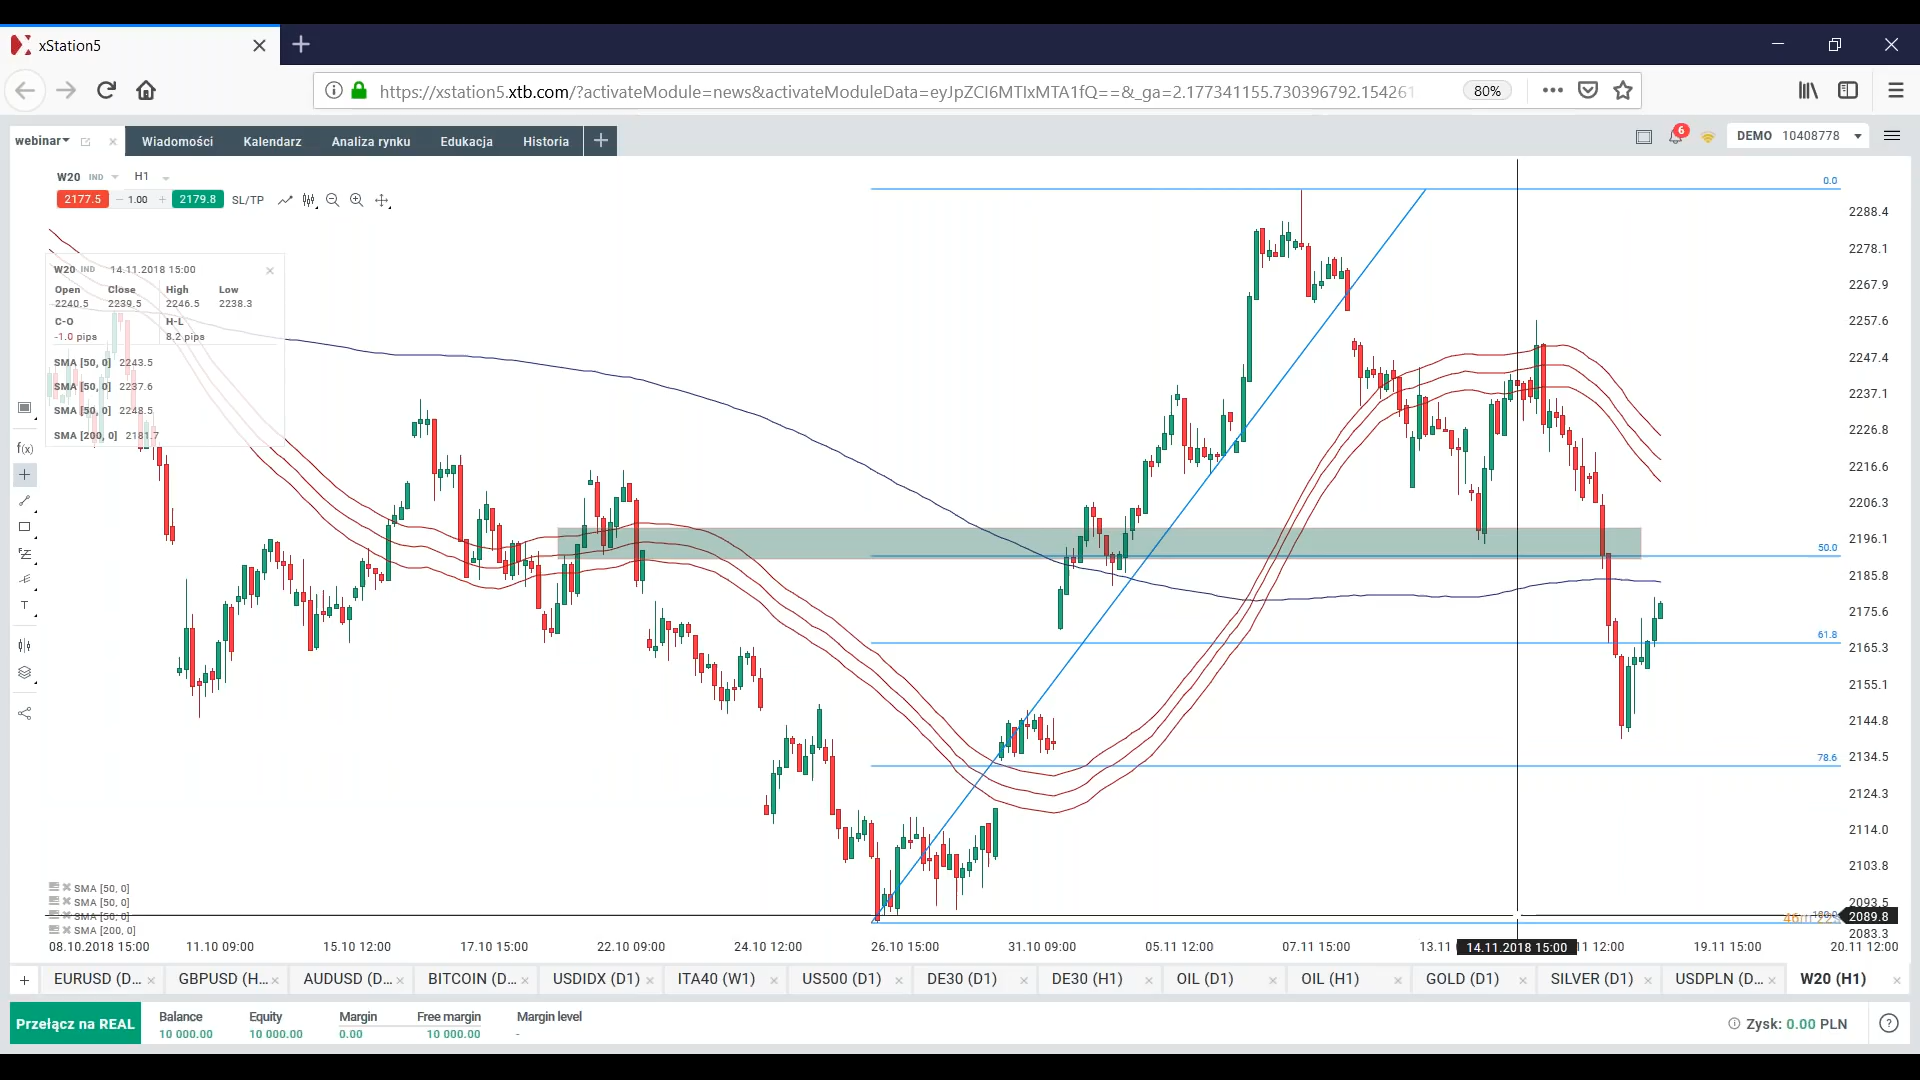 xStation5
https://xstation5.xtb.com/?activateModule=news&activateModuleData=eyJpZCI6MTIxMTA1fQ==&_ga=2.177341155.730396792.154261
80%
webinar
Wiadomości
Kalendarz
Analiza rynku
Edukacja
Historia
6
DEMO 10408778
W20 IND H1
2177.5 − 1.00 + 2179.8 SL/TP
W20 IND 14.11.2018 15:00
Open Close High Low
2240.5 2239.5 2246.5 2238.3
C-O H-L
-1.0 pips 8.2 pips
SMA [50, 0] 2243.5
SMA [50, 0] 2237.6
SMA [50, 0] 2248.5
SMA [200, 0] 2181.7
f(x)
T
0.0
50.0
61.8
78.6
2288.4
2278.1
2267.9
2257.6
2247.4
2237.1
2226.8
2216.6
2206.3
2196.1
2185.8
2175.6
2165.3
2155.1
2144.8
2134.5
2124.3
2114.0
2103.8
2093.5
2089.8
2083.3
SMA [50, 0]
SMA [50, 0]
SMA [50, 0]
SMA [200, 0]
08.10.2018 15:00 11.10 09:00 15.10 12:00 17.10 15:00 22.10 09:00 24.10 12:00 26.10 15:00 31.10 09:00 05.11 12:00 07.11 15:00 13.11 14.11.2018 15:00 11 12:00 19.11 15:00 20.11 12:00
EURUSD (D... GBPUSD (H... AUDUSD (D... BITCOIN (D... USDIDX (D1) ITA40 (W1) US500 (D1) DE30 (D1) DE30 (H1) OIL (D1) OIL (H1) GOLD (D1) SILVER (D1) USDPLN (D... W20 (H1)
Przełącz na REAL
Balance Equity Margin Free margin Margin level
10 000.00 10 000.00 0.00 10 000.00 -
Zysk: 0.00 PLN